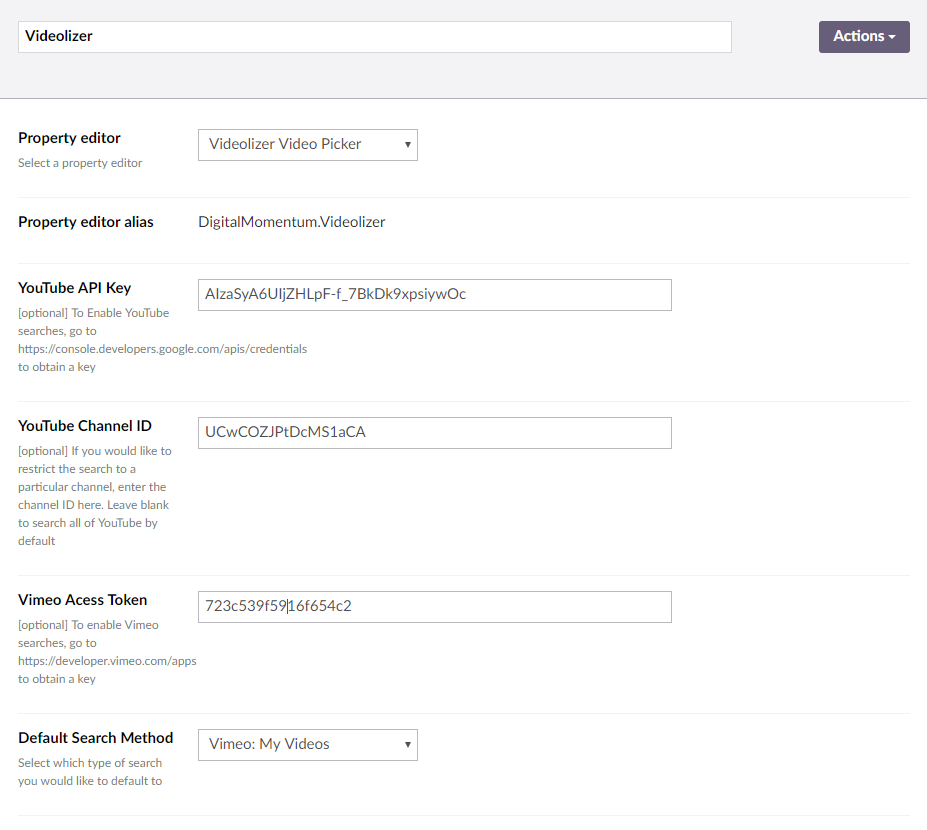 Videolizer
Actions
Property editor
Videolizer Video Picker
Select a property editor
Property editor alias
DigitalMomentum.Videolizer
YouTube API Key
AIzaSyA6UIjZHLpF-f_7BkDk9xpsiywOc
[optional] To Enable YouTube
searches, go to
https://console.developers.google.com/apis/credentials
to obtain a key
YouTube Channel ID
UCwCOZJPtDcMS1aCA
[optional] If you would like to
restrict the search to a
particular channel, enter the
channel ID here. Leave blank
to search all of YouTube by
default
Vimeo Acess Token
723c539f5916f654c2
[optional] To enable Vimeo
searches, go to
https://developer.vimeo.com/apps
to obtain a key
Default Search Method
Vimeo: My Videos
Select which type of search
you would like to default to